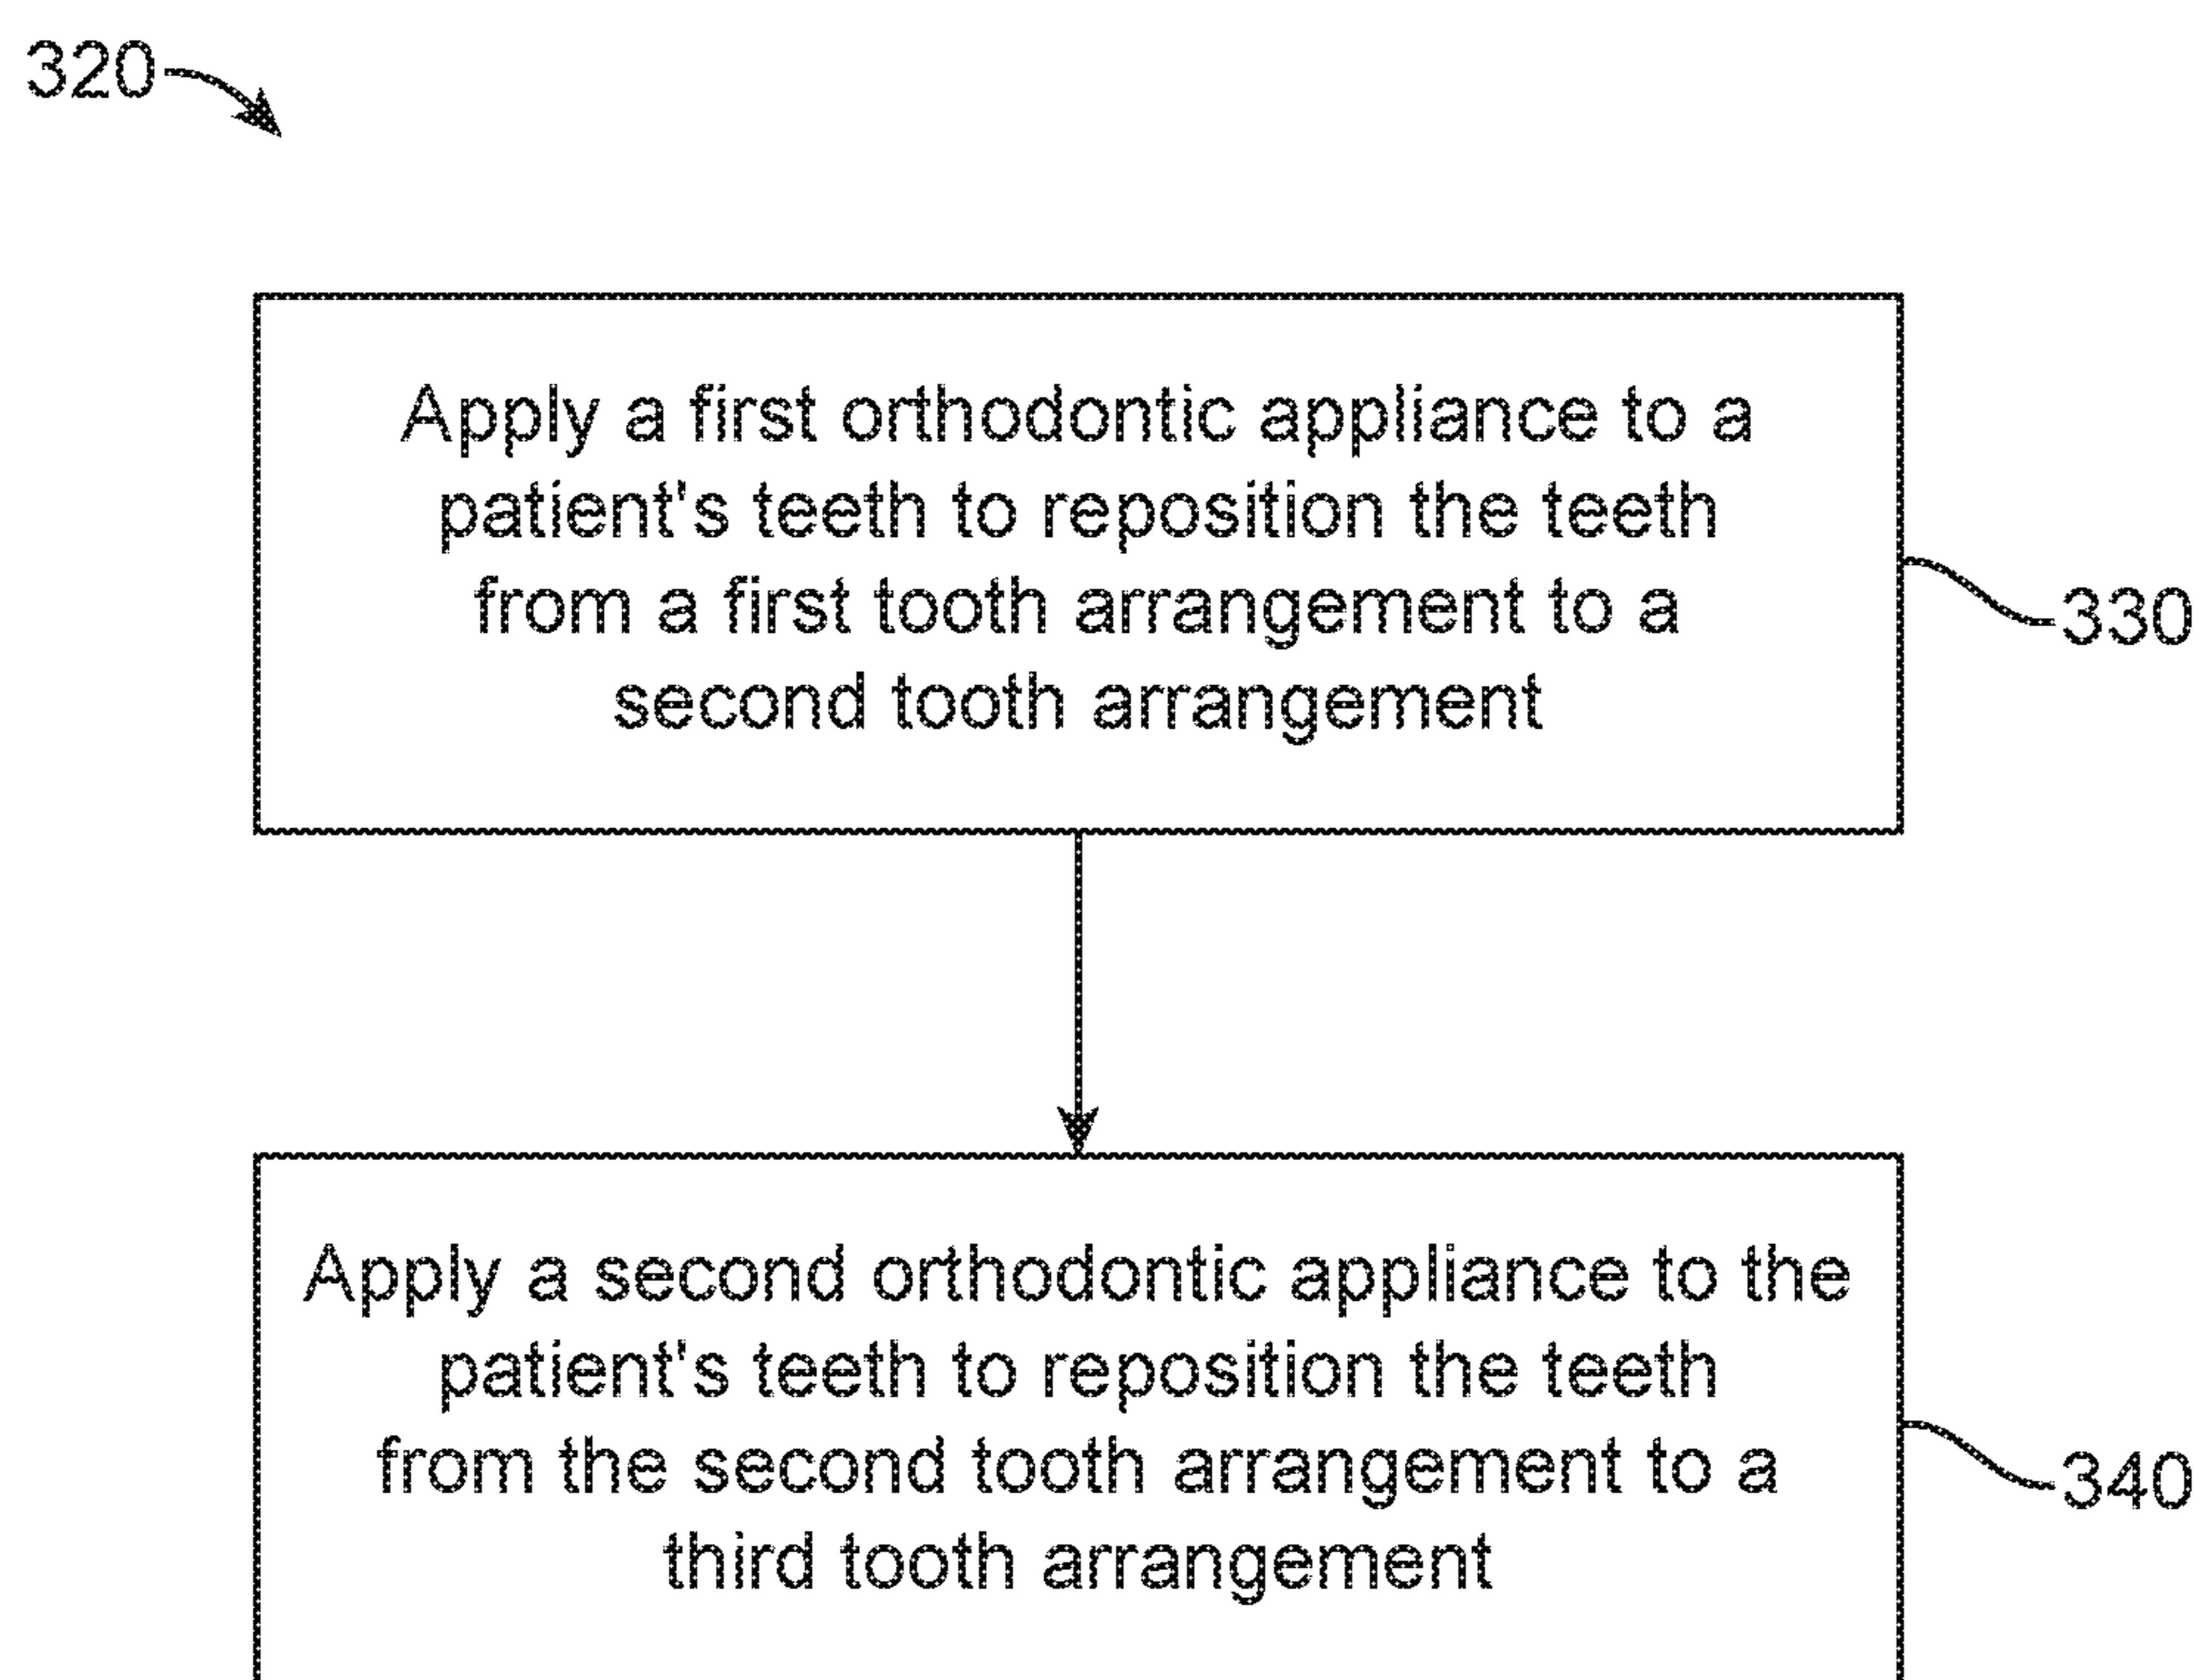 320
Apply a first orthodontic appliance to a
patient's teeth to reposition the teeth
from a first tooth arrangement to a
second tooth arrangement
330
Apply a second orthodontic appliance to the
patient's teeth to reposition the teeth
from the second tooth arrangement to a
third tooth arrangement
340